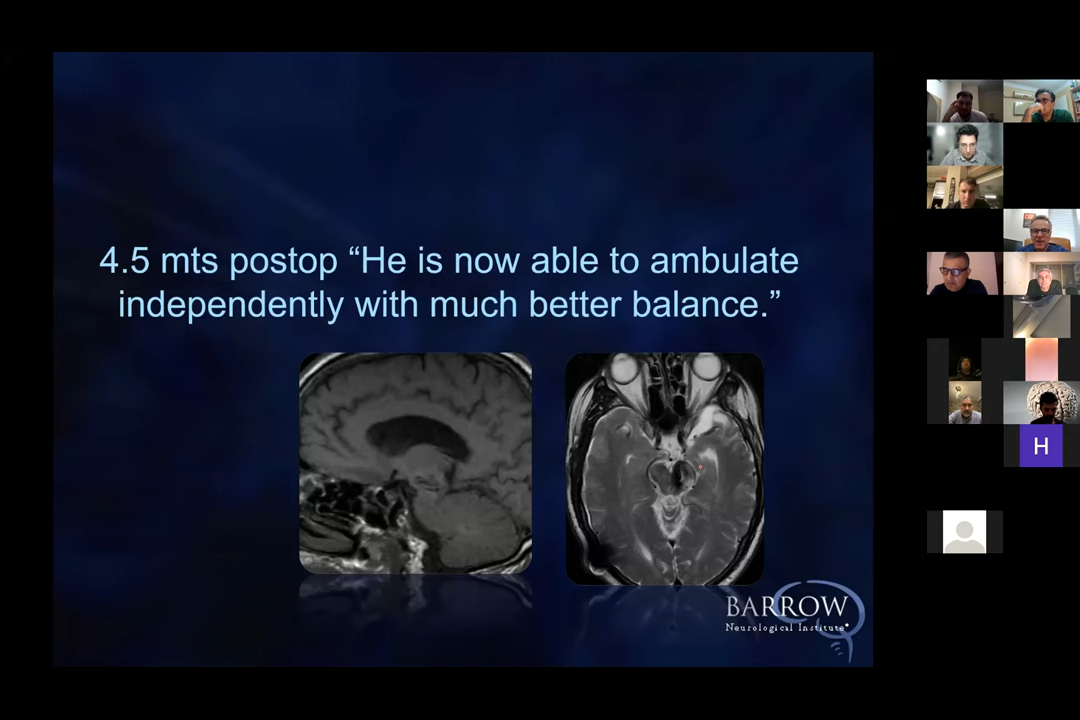 4.5 mts postop “He is now able to ambulate
independently with much better balance.”
BARROW
Neurological Institute®
H